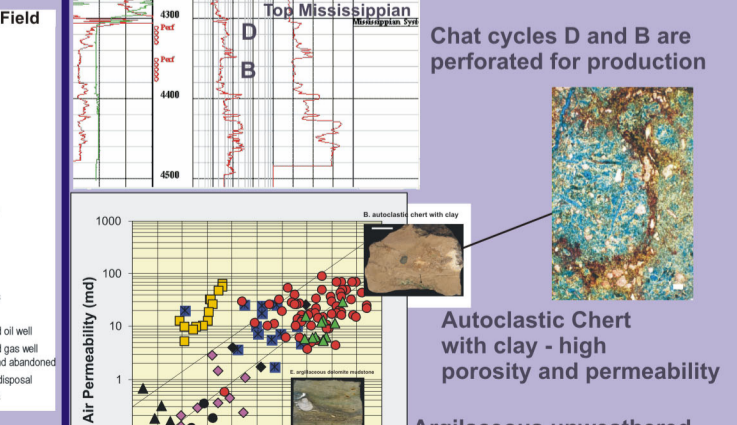 Field
4300
Top Mississippian
Perf
D
Perf
B
4400
4500
Chat cycles D and B are
perforated for production
B. autoclastic chert with clay
1000
100
10
1
Air Permeability (md)
E. argillaceous dolomite mudstone
oil well
gas well
abandoned
disposal
Autoclastic Chert
with clay - high
porosity and permeability